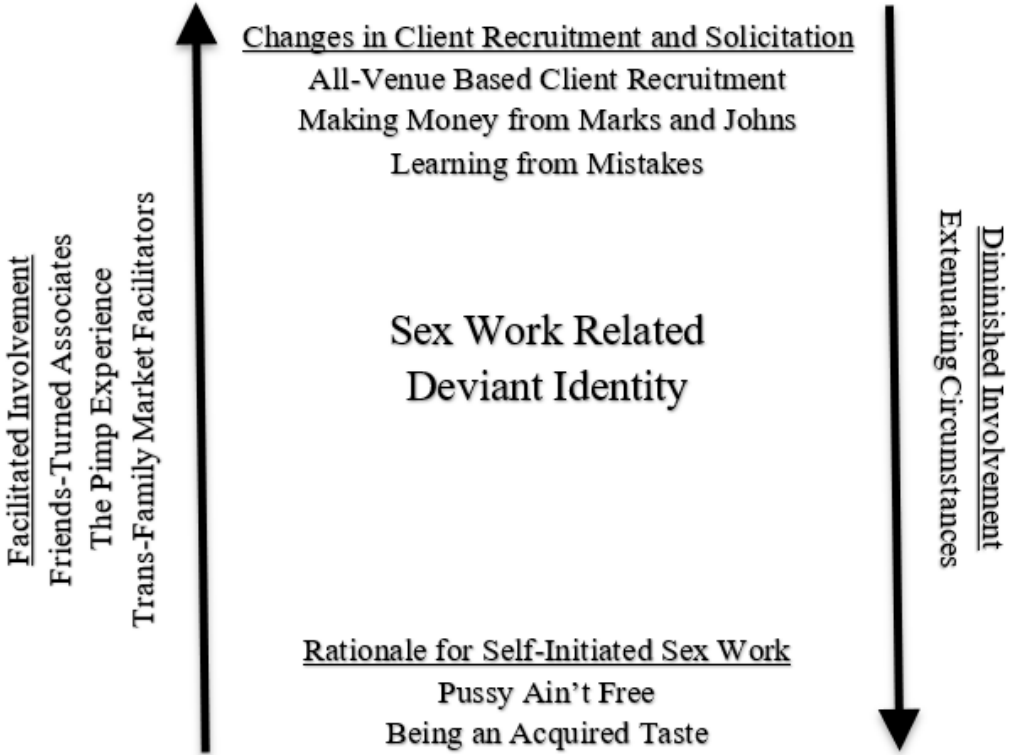 Changes in Client Recruitment and Solicitation
All-Venue Based Client Recruitment
Making Money from Marks and Johns
Learning from Mistakes
Facilitated Involvement
Friends-Turned Associates
The Pimp Experience
Trans-Family Market Facilitators
Sex Work Related
Deviant Identity
Diminished Involvement
Extenuating Circumstances
Rationale for Self-Initiated Sex Work
Pussy Ain’t Free
Being an Acquired Taste